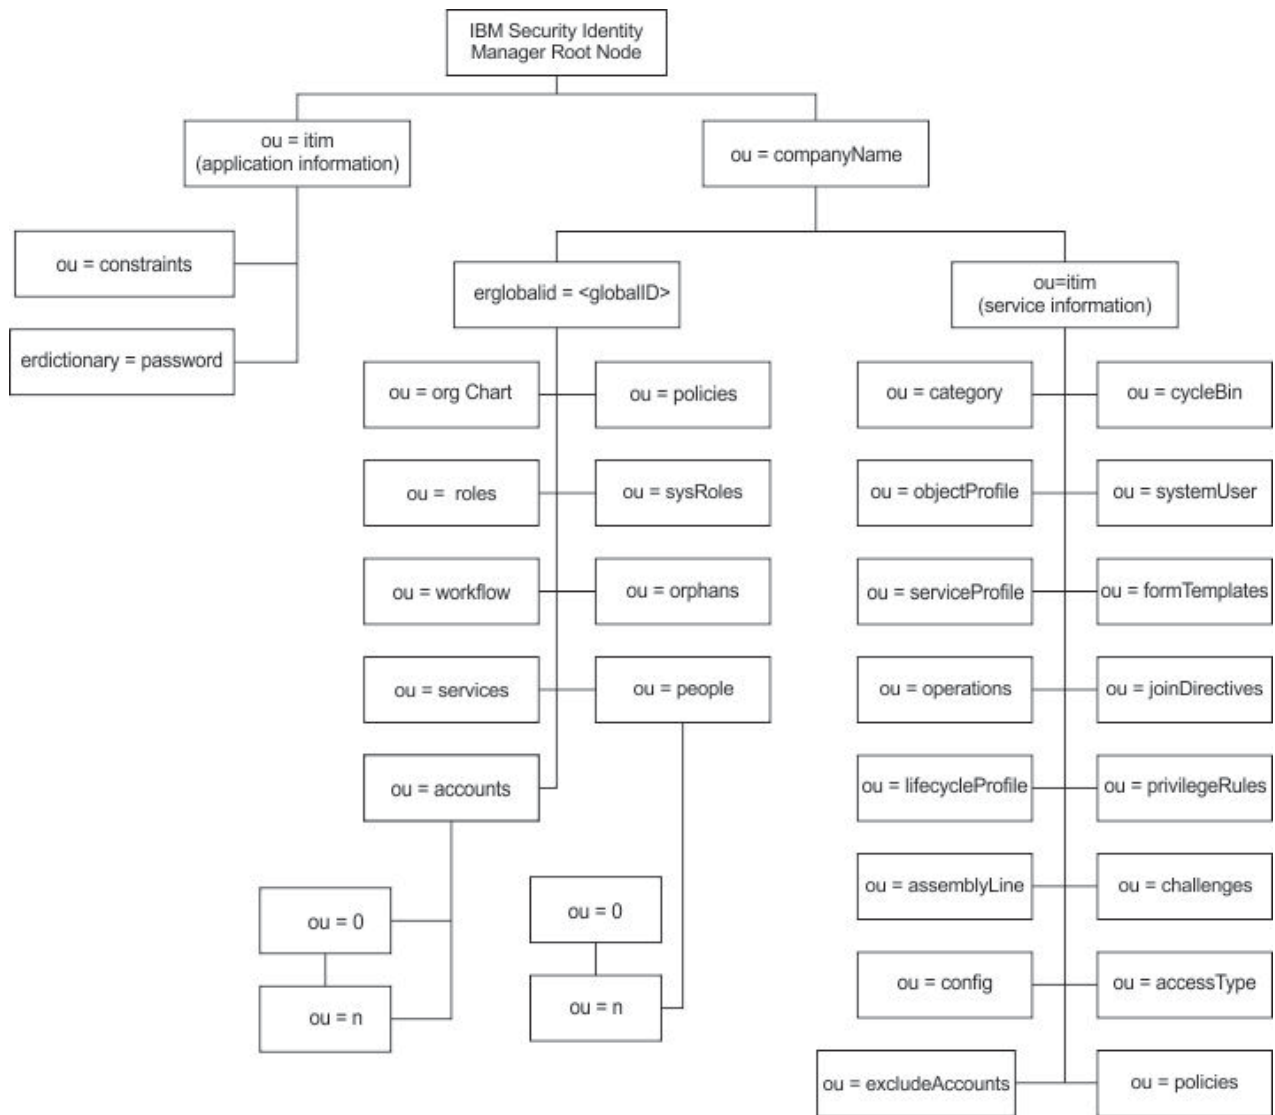 IBM Security Identity
Manager Root Node
ou = itim
(application information)
ou = companyName
ou = constraints
erdictionary = password
erglobalid = <globalID>
ou=itim
(service information)
ou = org Chart
ou = policies
ou = category
ou = cycleBin
ou =  roles
ou = sysRoles
ou = objectProfile
ou = systemUser
ou = workflow
ou = orphans
ou = serviceProfile
ou = formTemplates
ou = services
ou = people
ou = operations
ou = joinDirectives
ou = accounts
ou = lifecycleProfile
ou = privilegeRules
ou = 0
ou = 0
ou = assemblyLine
ou = challenges
ou = n
ou = n
ou = config
ou = accessType
ou = excludeAccounts
ou = policies